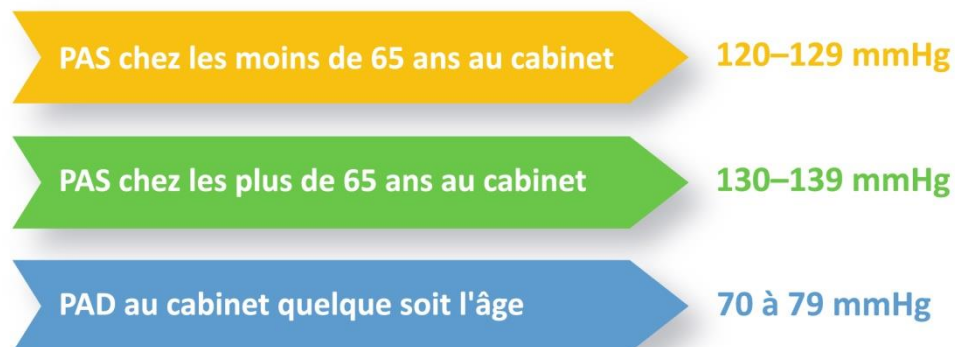 PAS chez les moins de 65 ans au cabinet 120–129 mmHg
PAS chez les plus de 65 ans au cabinet 130–139 mmHg
PAD au cabinet quelque soit l'âge 70 à 79 mmHg